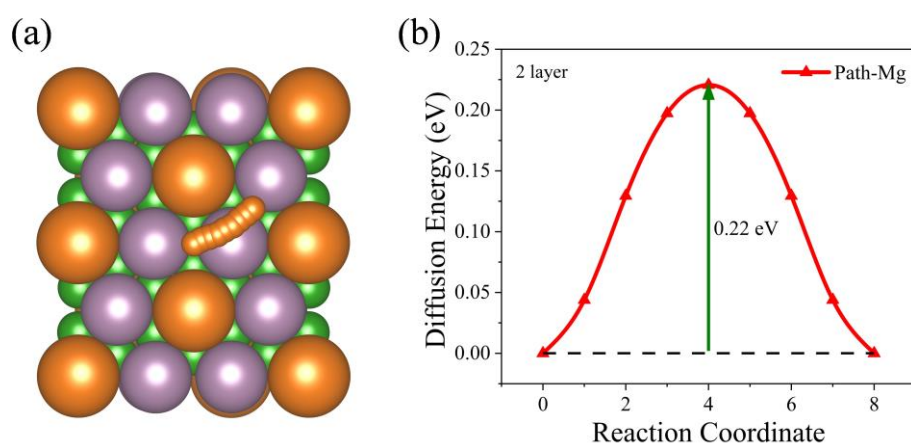 (a)
(b)
2 layer
Path-Mg
0.22 eV
Diffusion Energy (eV)
0.25
0.20
0.15
0.10
0.05
0.00
0 2 4 6 8
Reaction Coordinate